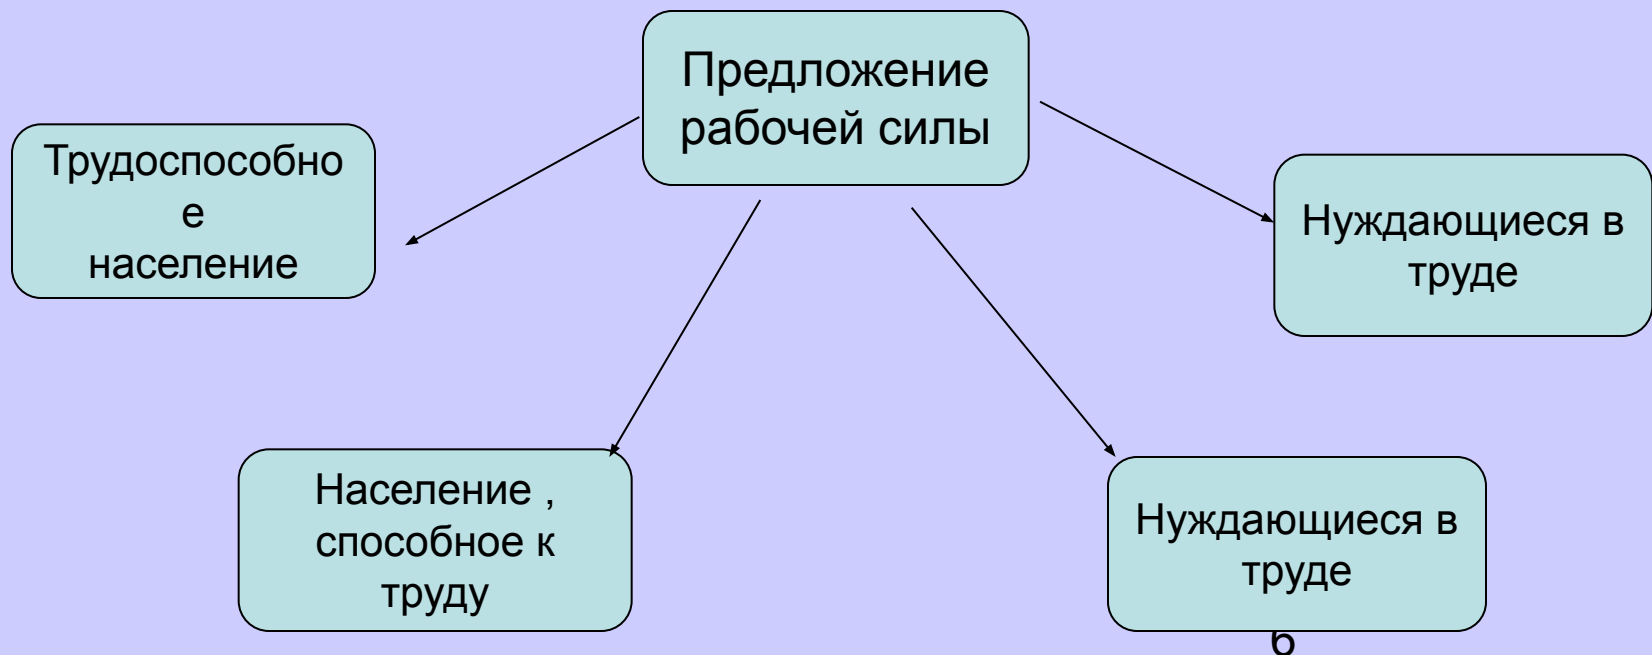 Предложение
рабочей силы
Трудоспособно
е
население
Нуждающиеся в
труде
Население ,
способное к
труду
Нуждающиеся в
труде
6